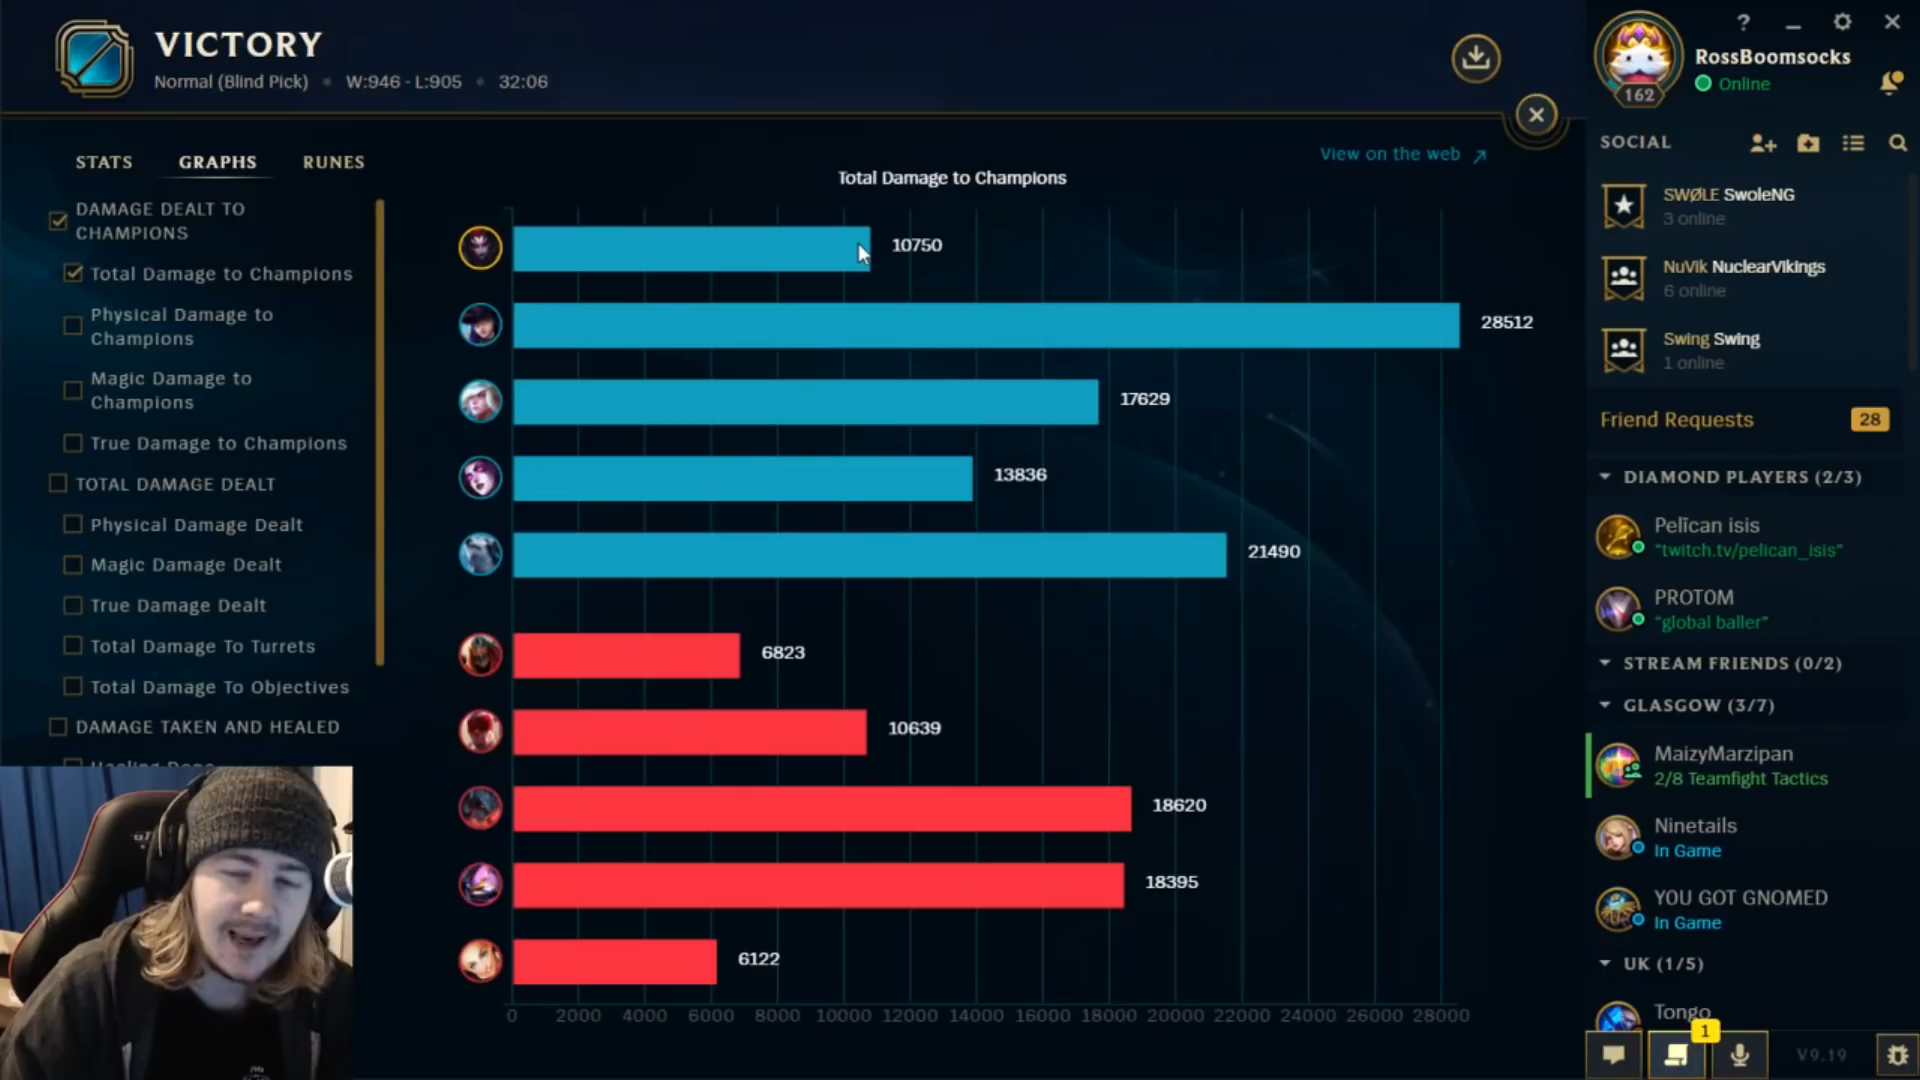 VICTORY
Normal (Blind Pick) • W:946 - L:905 • 32:06
STATS GRAPHS RUNES
View on the web
DAMAGE DEALT TO
CHAMPIONS
Total Damage to Champions
Physical Damage to
Champions
Magic Damage to
Champions
True Damage to Champions
TOTAL DAMAGE DEALT
Physical Damage Dealt
Magic Damage Dealt
True Damage Dealt
Total Damage To Turrets
Total Damage To Objectives
DAMAGE TAKEN AND HEALED
Total Damage to Champions
10750
28512
17629
13836
21490
6823
10639
18620
18395
6122
0 2000 4000 6000 8000 10000 12000 14000 16000 18000 20000 22000 24000 26000 28000
?
RossBoomsocks
Online
162
SOCIAL
SWØLE SwoleNG
3 online
NuVik NuclearVikings
6 online
Swing Swing
1 online
Friend Requests 28
DIAMOND PLAYERS (2/3)
Pelīcan isis
"twitch.tv/pelican_isis"
PROT0M
"global baller"
STREAM FRIENDS (0/2)
GLASGOW (3/7)
MaizyMarzipan
2/8 Teamfight Tactics
Ninetails
In Game
YOU GOT GNOMED
In Game
UK (1/5)
Tongo
1
V9.19